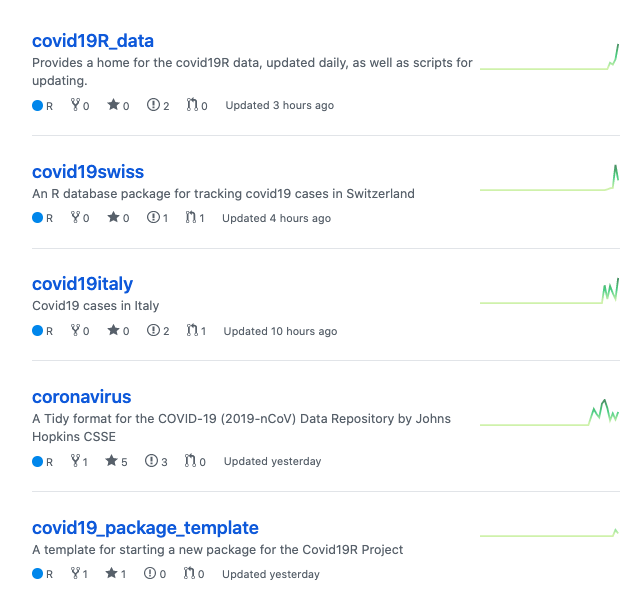 covid19R_data
Provides a home for the covid19R data, updated daily, as well as scripts for
updating.
R 0 0 2 0 Updated 3 hours ago
covid19swiss
An R database package for tracking covid19 cases in Switzerland
R 0 0 1 1 Updated 4 hours ago
covid19italy
Covid19 cases in Italy
R 0 0 2 1 Updated 10 hours ago
coronavirus
A Tidy format for the COVID-19 (2019-nCoV) Data Repository by Johns
Hopkins CSSE
R 1 5 3 0 Updated yesterday
covid19_package_template
A template for starting a new package for the Covid19R Project
R 1 1 0 0 Updated yesterday